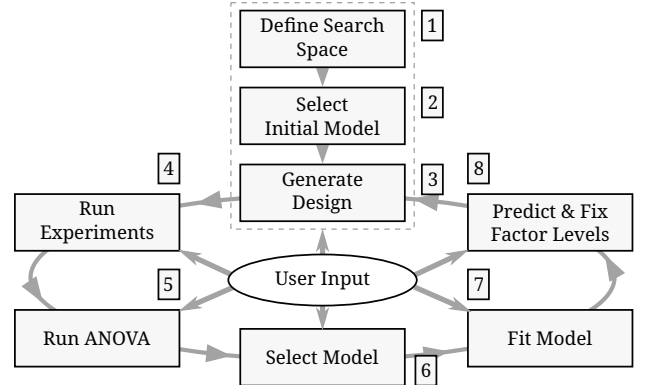 Define Search
Space
1
Select
Initial Model
2
Generate
Design
3
4
8
Run
Experiments
Predict & Fix
Factor Levels
User Input
5
7
Run ANOVA
Select Model
6
Fit Model